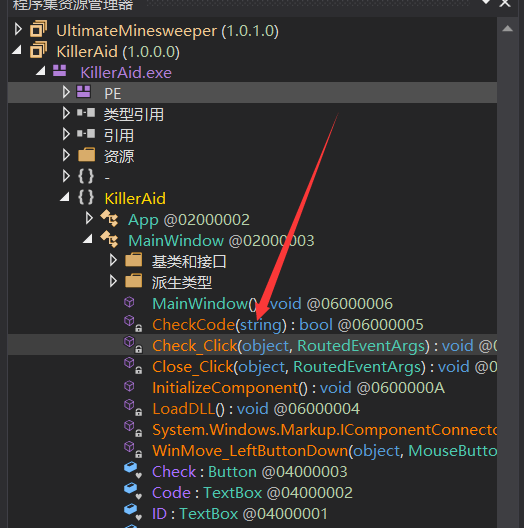 程序集资源管理器
UltimateMinesweeper (1.0.1.0)
KillerAid (1.0.0.0)
KillerAid.exe
PE
类型引用
引用
资源
-
KillerAid
App @02000002
MainWindow @02000003
基类和接口
派生类型
MainWindow() : void @06000006
CheckCode(string) : bool @06000005
Check_Click(object, RoutedEventArgs) : void @0
Close_Click(object, RoutedEventArgs) : void @0
InitializeComponent() : void @0600000A
LoadDLL() : void @06000004
System.Windows.Markup.IComponentConnecto
WinMove_LeftButtonDown(object, MouseButto
Check : Button @04000003
Code : TextBox @04000002
ID : TextBox @04000001